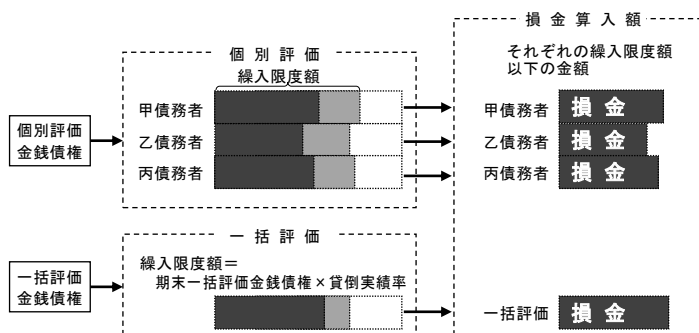 損金算入額
個別評価
それぞれの繰入限度額
以下の金額
繰入限度額
個別評価
金銭債権
甲債務者
乙債務者
丙債務者
甲債務者 損金
乙債務者 損金
丙債務者 損金
一括評価
一括評価
金銭債権
繰入限度額＝
期末一括評価金銭債権×貸倒実績率
一括評価 損金